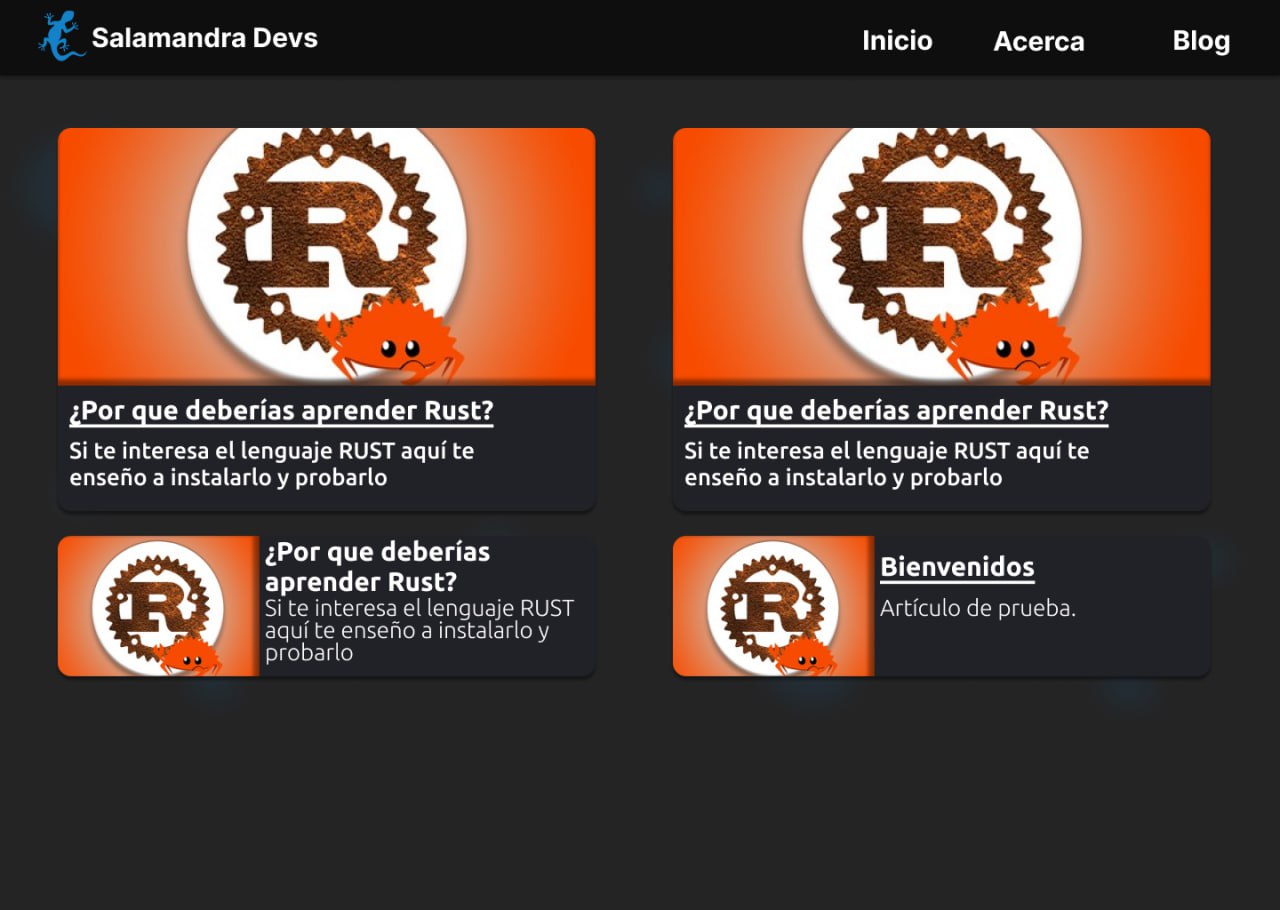 Salamandra Devs
Inicio
Acerca
Blog
R
R
¿Por que deberías aprender Rust?
Si te interesa el lenguaje RUST aquí te
enseño a instalarlo y probarlo
¿Por que deberías aprender Rust?
Si te interesa el lenguaje RUST aquí te
enseño a instalarlo y probarlo
R
¿Por que deberías
aprender Rust?
Si te interesa el lenguaje RUST
aquí te enseño a instalarlo y
probarlo
R
Bienvenidos
Artículo de prueba.